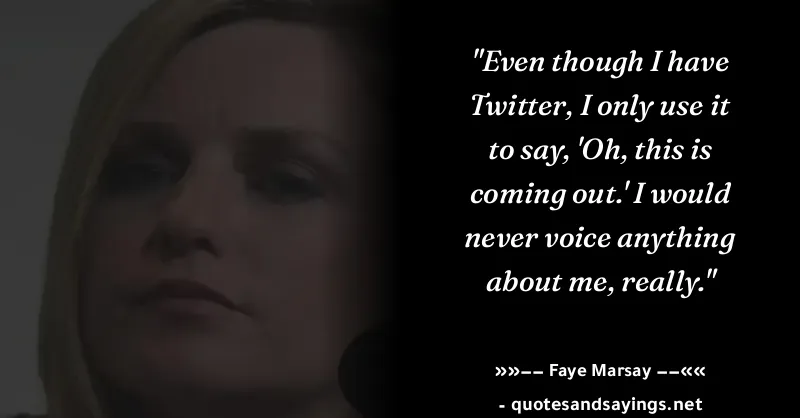 "Even though I have
Twitter, I only use it
to say, 'Oh, this is
coming out.' I would
never voice anything
about me, really."
»»−− Faye Marsay −−««
- quotesandsayings.net